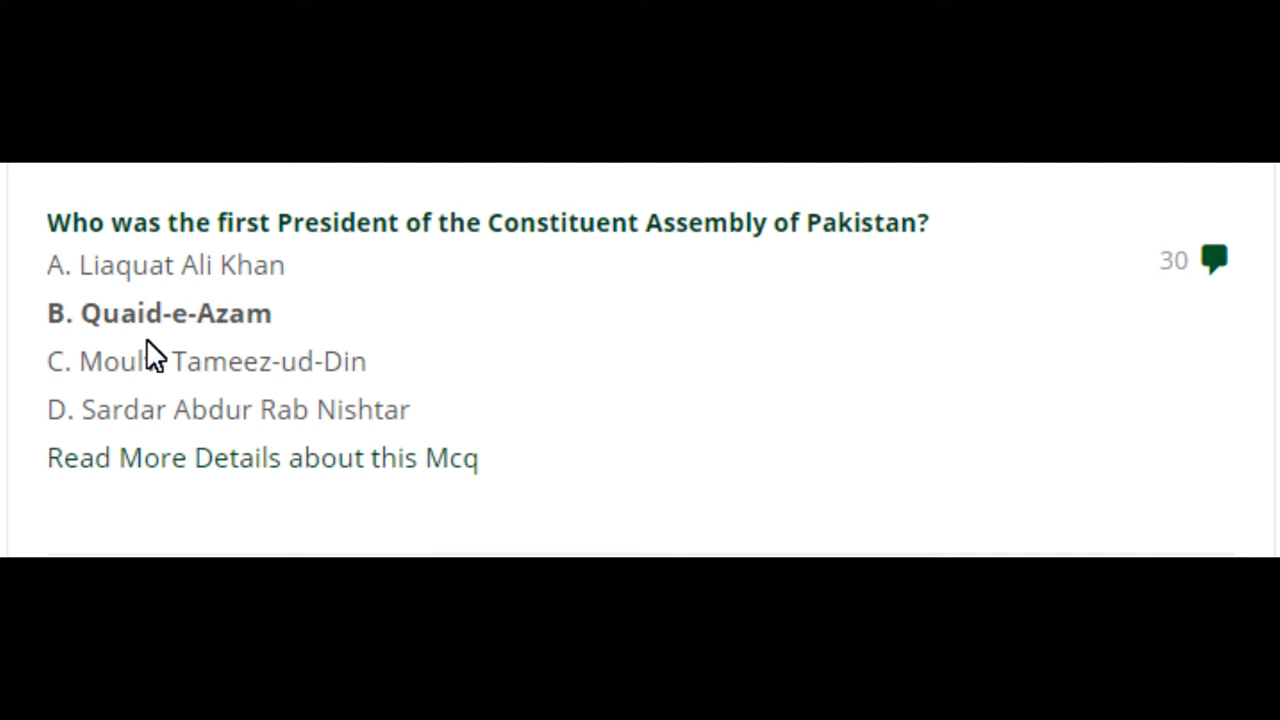 Who was the first President of the Constituent Assembly of Pakistan?
A. Liaquat Ali Khan
30
B. Quaid-e-Azam
C. Tameez-ud-Din
D. Sardar Abdur Rab Nishtar
Read More Details about this Mcq